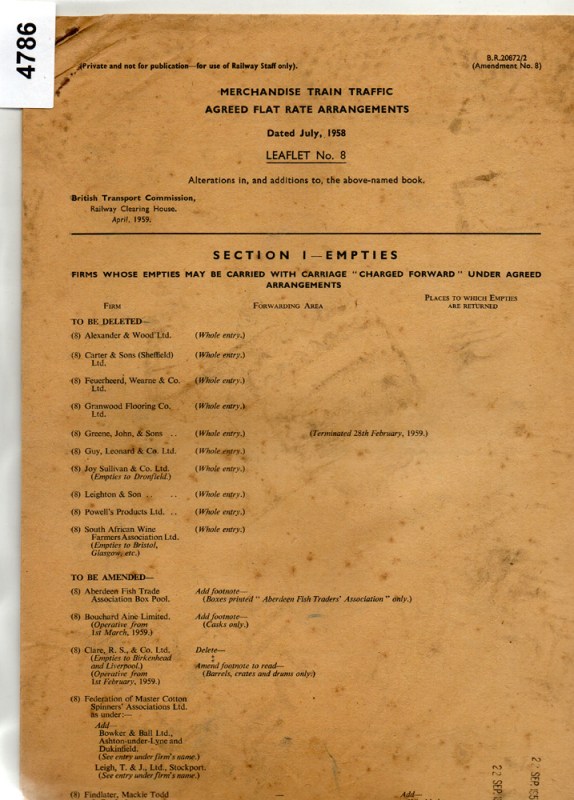 4786
(Private and not for publication—for use of Railway Staff only).
B.R.20872/2
(Amendment No. 8)
MERCHANDISE TRAIN TRAFFIC
AGREED FLAT RATE ARRANGEMENTS
Dated July, 1958
LEAFLET No. 8
Alterations in, and additions to, the above-named book.
British Transport Commission,
Railway Clearing House.
April, 1959.
SECTION 1—EMPTIES
FIRMS WHOSE EMPTIES MAY BE CARRIED WITH CARRIAGE "CHARGED FORWARD" UNDER AGREED
ARRANGEMENTS
FIRM FORWARDING AREA PLACES TO WHICH EMPTIES
ARE RETURNED
TO BE DELETED—
(8) Alexander & Wood Ltd. (Whole entry.)
(8) Carter & Sons (Sheffield) (Whole entry.)
Ltd.
(8) Feuerheerd, Wearne & Co. (Whole entry.)
Ltd.
(8) Granwood Flooring Co. (Whole entry.)
Ltd.
(8) Greene, John, & Sons .. (Whole entry.) (Terminated 28th February, 1959.)
(8) Guy, Leonard & Co. Ltd. (Whole entry.)
(8) Joy Sullivan & Co. Ltd. (Whole entry.)
(Empties to Dronfield.)
(8) Leighton & Son .. .. (Whole entry.)
(8) Powell's Products Ltd. .. (Whole entry.)
(8) South African Wine (Whole entry.)
Farmers Association Ltd.
(Empties to Bristol,
Glasgow, etc.)
TO BE AMENDED—
(8) Aberdeen Fish Trade Add footnote—
Association Box Pool. (Boxes printed "Aberdeen Fish Traders' Association" only.)
(8) Bouchard Aine Limited. Add footnote—
(Operative from (Casks only.)
1st March, 1959.)
(8) Clare, R. S., & Co. Ltd. Delete—
(Empties to Birkenhead ‡
and Liverpool.) Amend footnote to read—
(Operative from (Barrels, crates and drums only.)
1st February, 1959.)
(8) Federation of Master Cotton
Spinners' Associations Ltd.
as under:—
Add—
Bowker & Ball Ltd.,
Ashton-under-Lyne and
Dukinfield.
(See entry under firm's name.)
Leigh, T. & J., Ltd., Stockport.
(See entry under firm's name.)
(8) Findlater, Mackie Todd — Add—
22 SEP
22 SEP